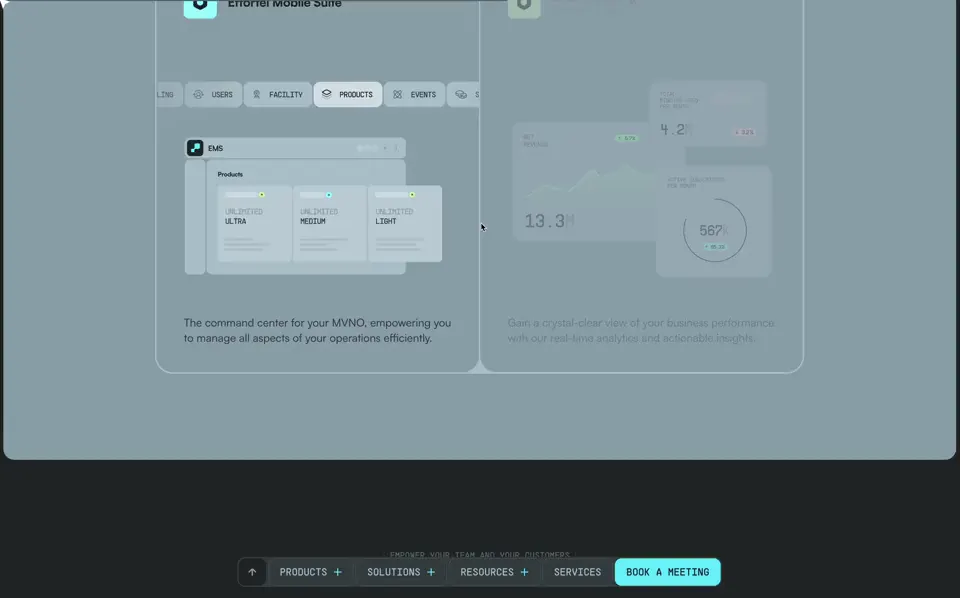 Effortel Mobile Suite
LING
USERS
FACILITY
PRODUCTS
EVENTS
S
EMS
Products
UNLIMITED
ULTRA
UNLIMITED
MEDIUM
UNLIMITED
LIGHT
The command center for your MVNO, empowering you
to manage all aspects of your operations efficiently.
NET
REVENUE
13.3M
4.2M
567K
Gain a crystal-clear view of your business performance
with our real-time analytics and actionable insights.
EMPOWER YOUR TEAM AND YOUR CUSTOMERS
PRODUCTS +
SOLUTIONS +
RESOURCES +
SERVICES
BOOK A MEETING